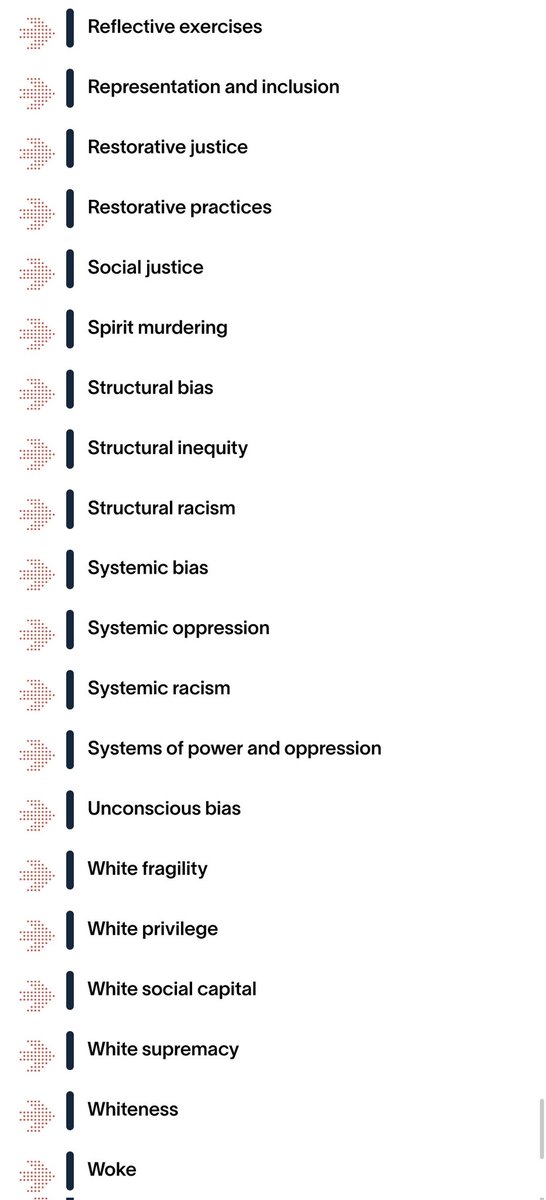 Reflective exercises
Representation and inclusion
Restorative justice
Restorative practices
Social justice
Spirit murdering
Structural bias
Structural inequity
Structural racism
Systemic bias
Systemic oppression
Systemic racism
Systems of power and oppression
Unconscious bias
White fragility
White privilege
White social capital
White supremacy
Whiteness
Woke